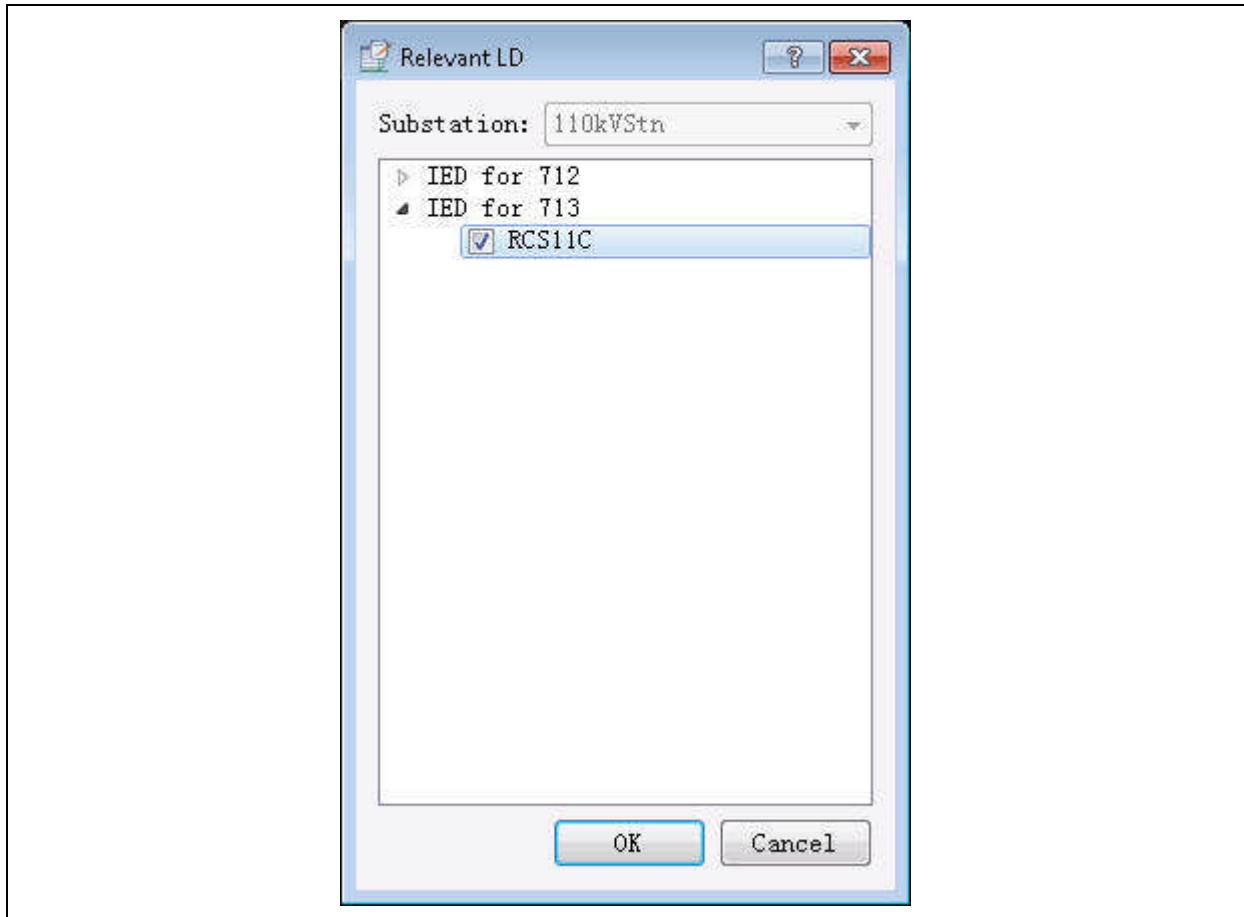 Relevant LD
?
Substation: 110kVStn
IED for 712
IED for 713
RCS11C
OK Cancel